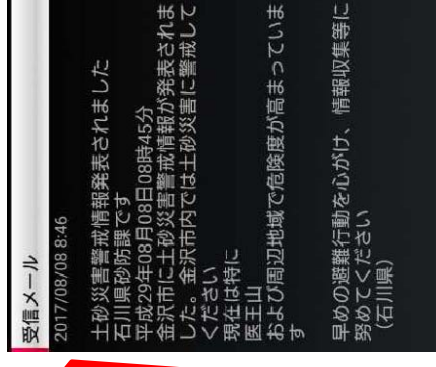 受信メール
2017/08/08 8:46
土砂災害警戒情報発表されました
石川県砂防課です
平成29年08月08日08時45分
金沢市に土砂災害警戒情報が発表されま
した。金沢市内では土砂災害に警戒して
ください
現在は特に
医王山
および周辺地域で危険度が高まっていま
す
早めの避難行動を心がけ、情報収集等に
努めてください
(石川県)